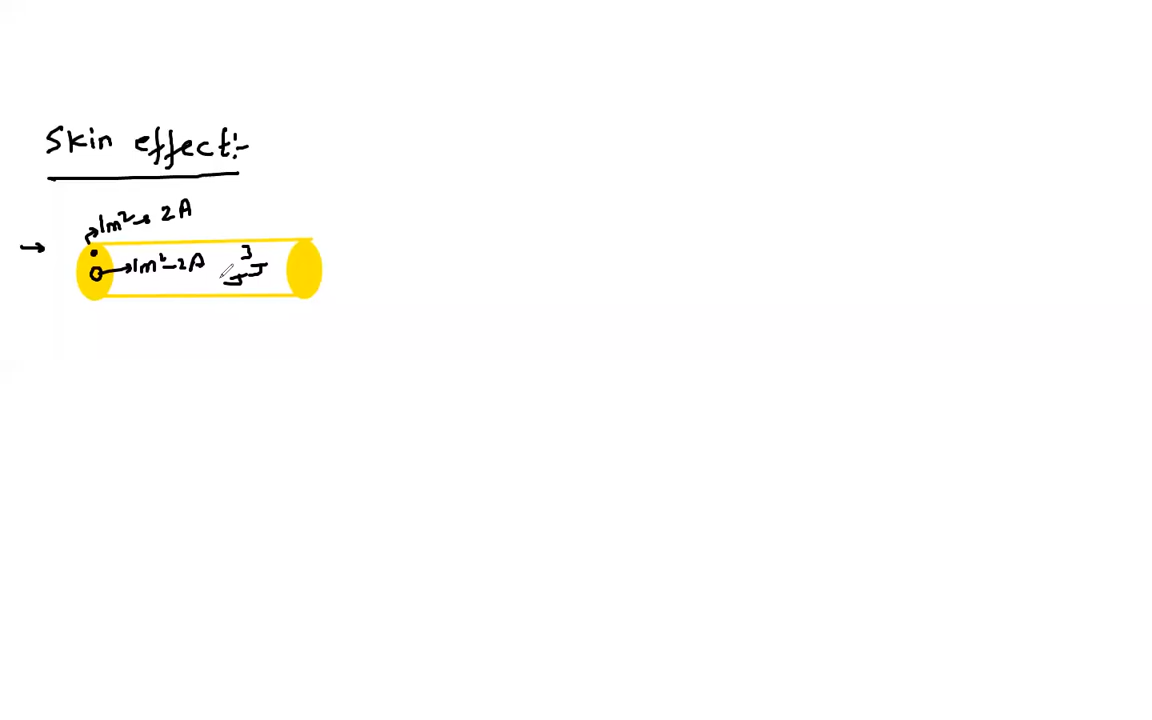 Skin effect:-
→ 1m² → 2A
→ 1m² - 2A J J J